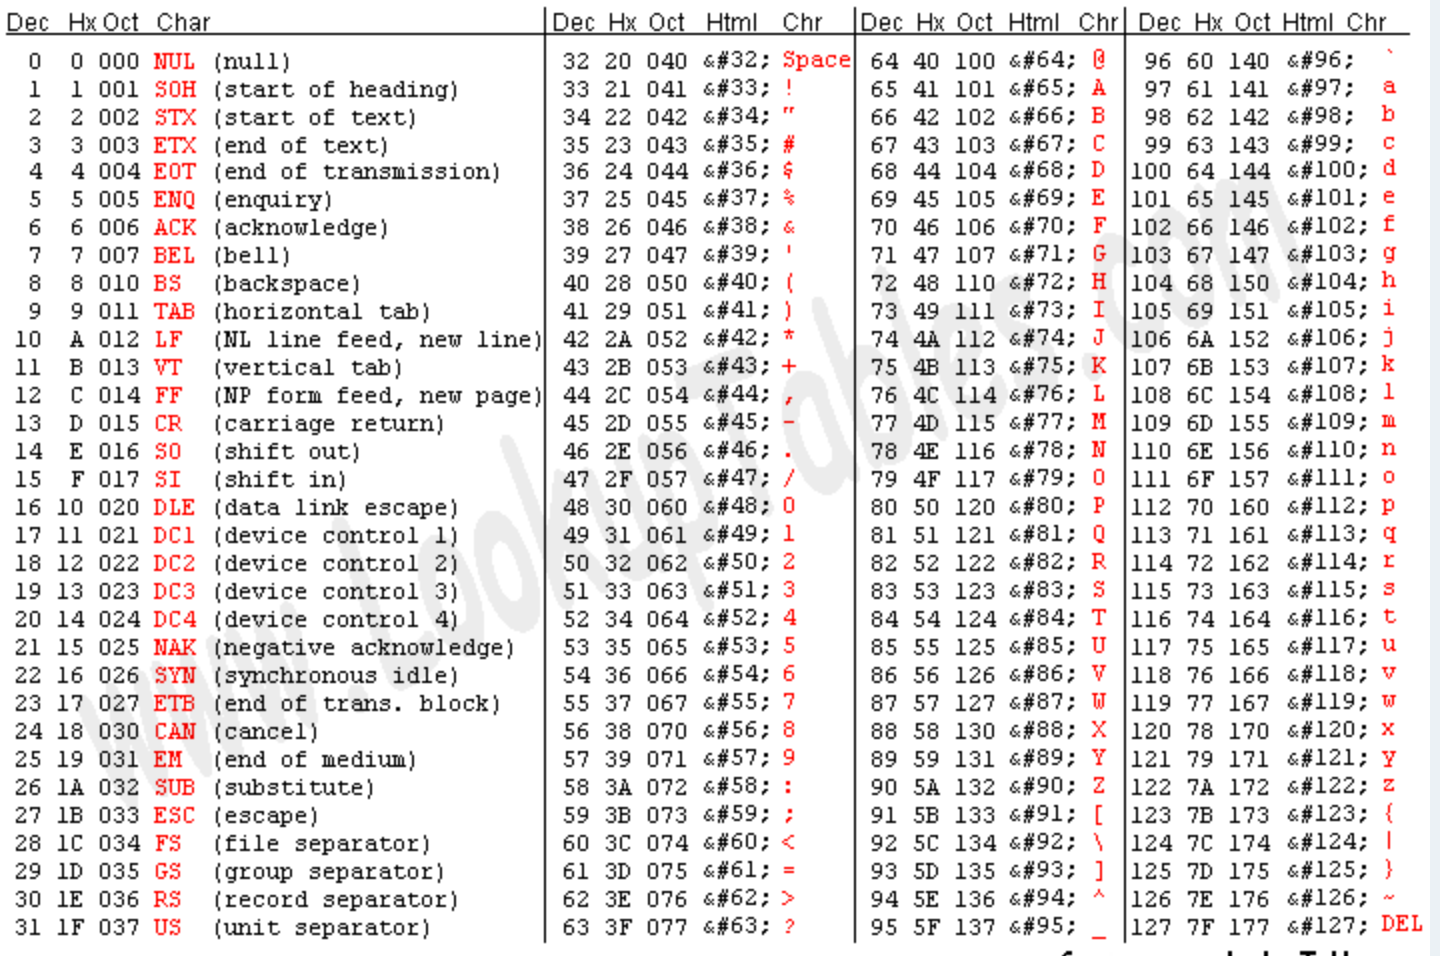 Dec Hx Oct Char Dec Hx Oct Html Chr Dec Hx Oct Html Chr Dec Hx Oct Html Chr
0 0 000 NUL (null) 32 20 040 &#32; Space 64 40 100 &#64; @ 96 60 140 &#96; `
1 1 001 SOH (start of heading) 33 21 041 &#33; ! 65 41 101 &#65; A 97 61 141 &#97; a
2 2 002 STX (start of text) 34 22 042 &#34; " 66 42 102 &#66; B 98 62 142 &#98; b
3 3 003 ETX (end of text) 35 23 043 &#35; # 67 43 103 &#67; C 99 63 143 &#99; c
4 4 004 EOT (end of transmission) 36 24 044 &#36; $ 68 44 104 &#68; D 100 64 144 &#100; d
5 5 005 ENQ (enquiry) 37 25 045 &#37; % 69 45 105 &#69; E 101 65 145 &#101; e
6 6 006 ACK (acknowledge) 38 26 046 &#38; & 70 46 106 &#70; F 102 66 146 &#102; f
7 7 007 BEL (bell) 39 27 047 &#39; ' 71 47 107 &#71; G 103 67 147 &#103; g
8 8 010 BS (backspace) 40 28 050 &#40; ( 72 48 110 &#72; H 104 68 150 &#104; h
9 9 011 TAB (horizontal tab) 41 29 051 &#41; ) 73 49 111 &#73; I 105 69 151 &#105; i
10 A 012 LF (NL line feed, new line) 42 2A 052 &#42; * 74 4A 112 &#74; J 106 6A 152 &#106; j
11 B 013 VT (vertical tab) 43 2B 053 &#43; + 75 4B 113 &#75; K 107 6B 153 &#107; k
12 C 014 FF (NP form feed, new page) 44 2C 054 &#44; , 76 4C 114 &#76; L 108 6C 154 &#108; l
13 D 015 CR (carriage return) 45 2D 055 &#45; - 77 4D 115 &#77; M 109 6D 155 &#109; m
14 E 016 SO (shift out) 46 2E 056 &#46; . 78 4E 116 &#78; N 110 6E 156 &#110; n
15 F 017 SI (shift in) 47 2F 057 &#47; / 79 4F 117 &#79; O 111 6F 157 &#111; o
16 10 020 DLE (data link escape) 48 30 060 &#48; 0 80 50 120 &#80; P 112 70 160 &#112; p
17 11 021 DC1 (device control 1) 49 31 061 &#49; 1 81 51 121 &#81; Q 113 71 161 &#113; q
18 12 022 DC2 (device control 2) 50 32 062 &#50; 2 82 52 122 &#82; R 114 72 162 &#114; r
19 13 023 DC3 (device control 3) 51 33 063 &#51; 3 83 53 123 &#83; S 115 73 163 &#115; s
20 14 024 DC4 (device control 4) 52 34 064 &#52; 4 84 54 124 &#84; T 116 74 164 &#116; t
21 15 025 NAK (negative acknowledge) 53 35 065 &#53; 5 85 55 125 &#85; U 117 75 165 &#117; u
22 16 026 SYN (synchronous idle) 54 36 066 &#54; 6 86 56 126 &#86; V 118 76 166 &#118; v
23 17 027 ETB (end of trans. block) 55 37 067 &#55; 7 87 57 127 &#87; W 119 77 167 &#119; w
24 18 030 CAN (cancel) 56 38 070 &#56; 8 88 58 130 &#88; X 120 78 170 &#120; x
25 19 031 EM (end of medium) 57 39 071 &#57; 9 89 59 131 &#89; Y 121 79 171 &#121; y
26 1A 032 SUB (substitute) 58 3A 072 &#58; : 90 5A 132 &#90; Z 122 7A 172 &#122; z
27 1B 033 ESC (escape) 59 3B 073 &#59; ; 91 5B 133 &#91; [ 123 7B 173 &#123; {
28 1C 034 FS (file separator) 60 3C 074 &#60; < 92 5C 134 &#92; \ 124 7C 174 &#124; |
29 1D 035 GS (group separator) 61 3D 075 &#61; = 93 5D 135 &#93; ] 125 7D 175 &#125; }
30 1E 036 RS (record separator) 62 3E 076 &#62; > 94 5E 136 &#94; ^ 126 7E 176 &#126; ~
31 1F 037 US (unit separator) 63 3F 077 &#63; ? 95 5F 137 &#95; _ 127 7F 177 &#127; DEL
www.LookupTables.com